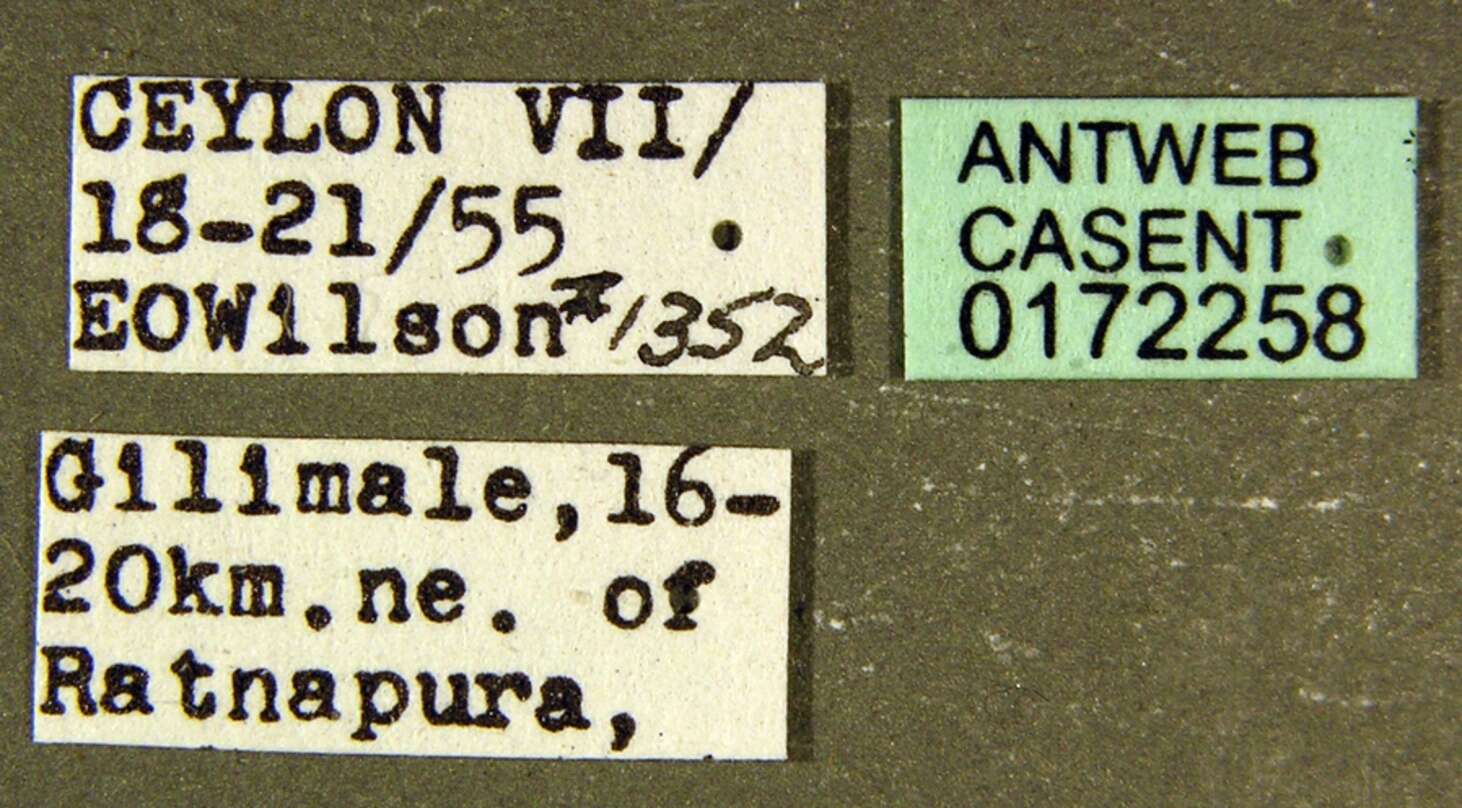 CEYLON VII/
18-21/55
EOWilson #1352
Gilimale, 16-
20km. ne. of
Ratnapura,
ANTWEB
CASENT
0172258